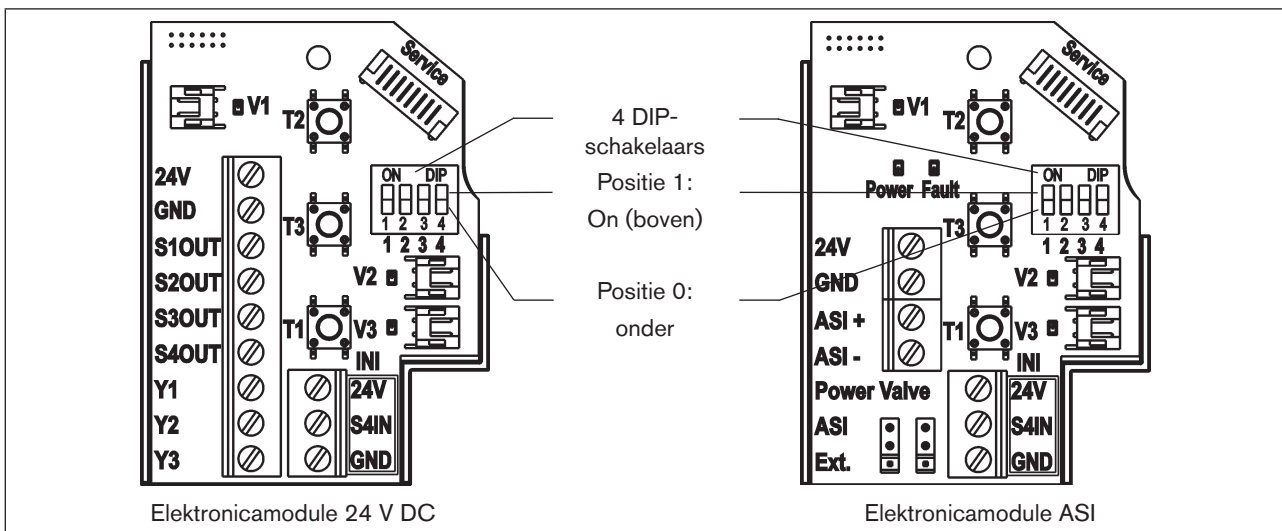 Service
V1
T2
24V
GND
S1OUT
S2OUT
S3OUT
S4OUT
Y1
Y2
Y3
T3
T1
ON DIP
1 2 3 4
1 2 3 4
V2
V3
INI
24V
S4IN
GND
Elektronicamodule 24 V DC
4 DIP-
schakelaars
Positie 1:
On (boven)
Positie 0:
onder
Service
V1
T2
Power Fault
T3
ON DIP
1 2 3 4
1 2 3 4
24V
GND
ASI +
ASI -
T1
V2
V3
INI
Power Valve
ASI
Ext.
24V
S4IN
GND
Elektronicamodule ASI